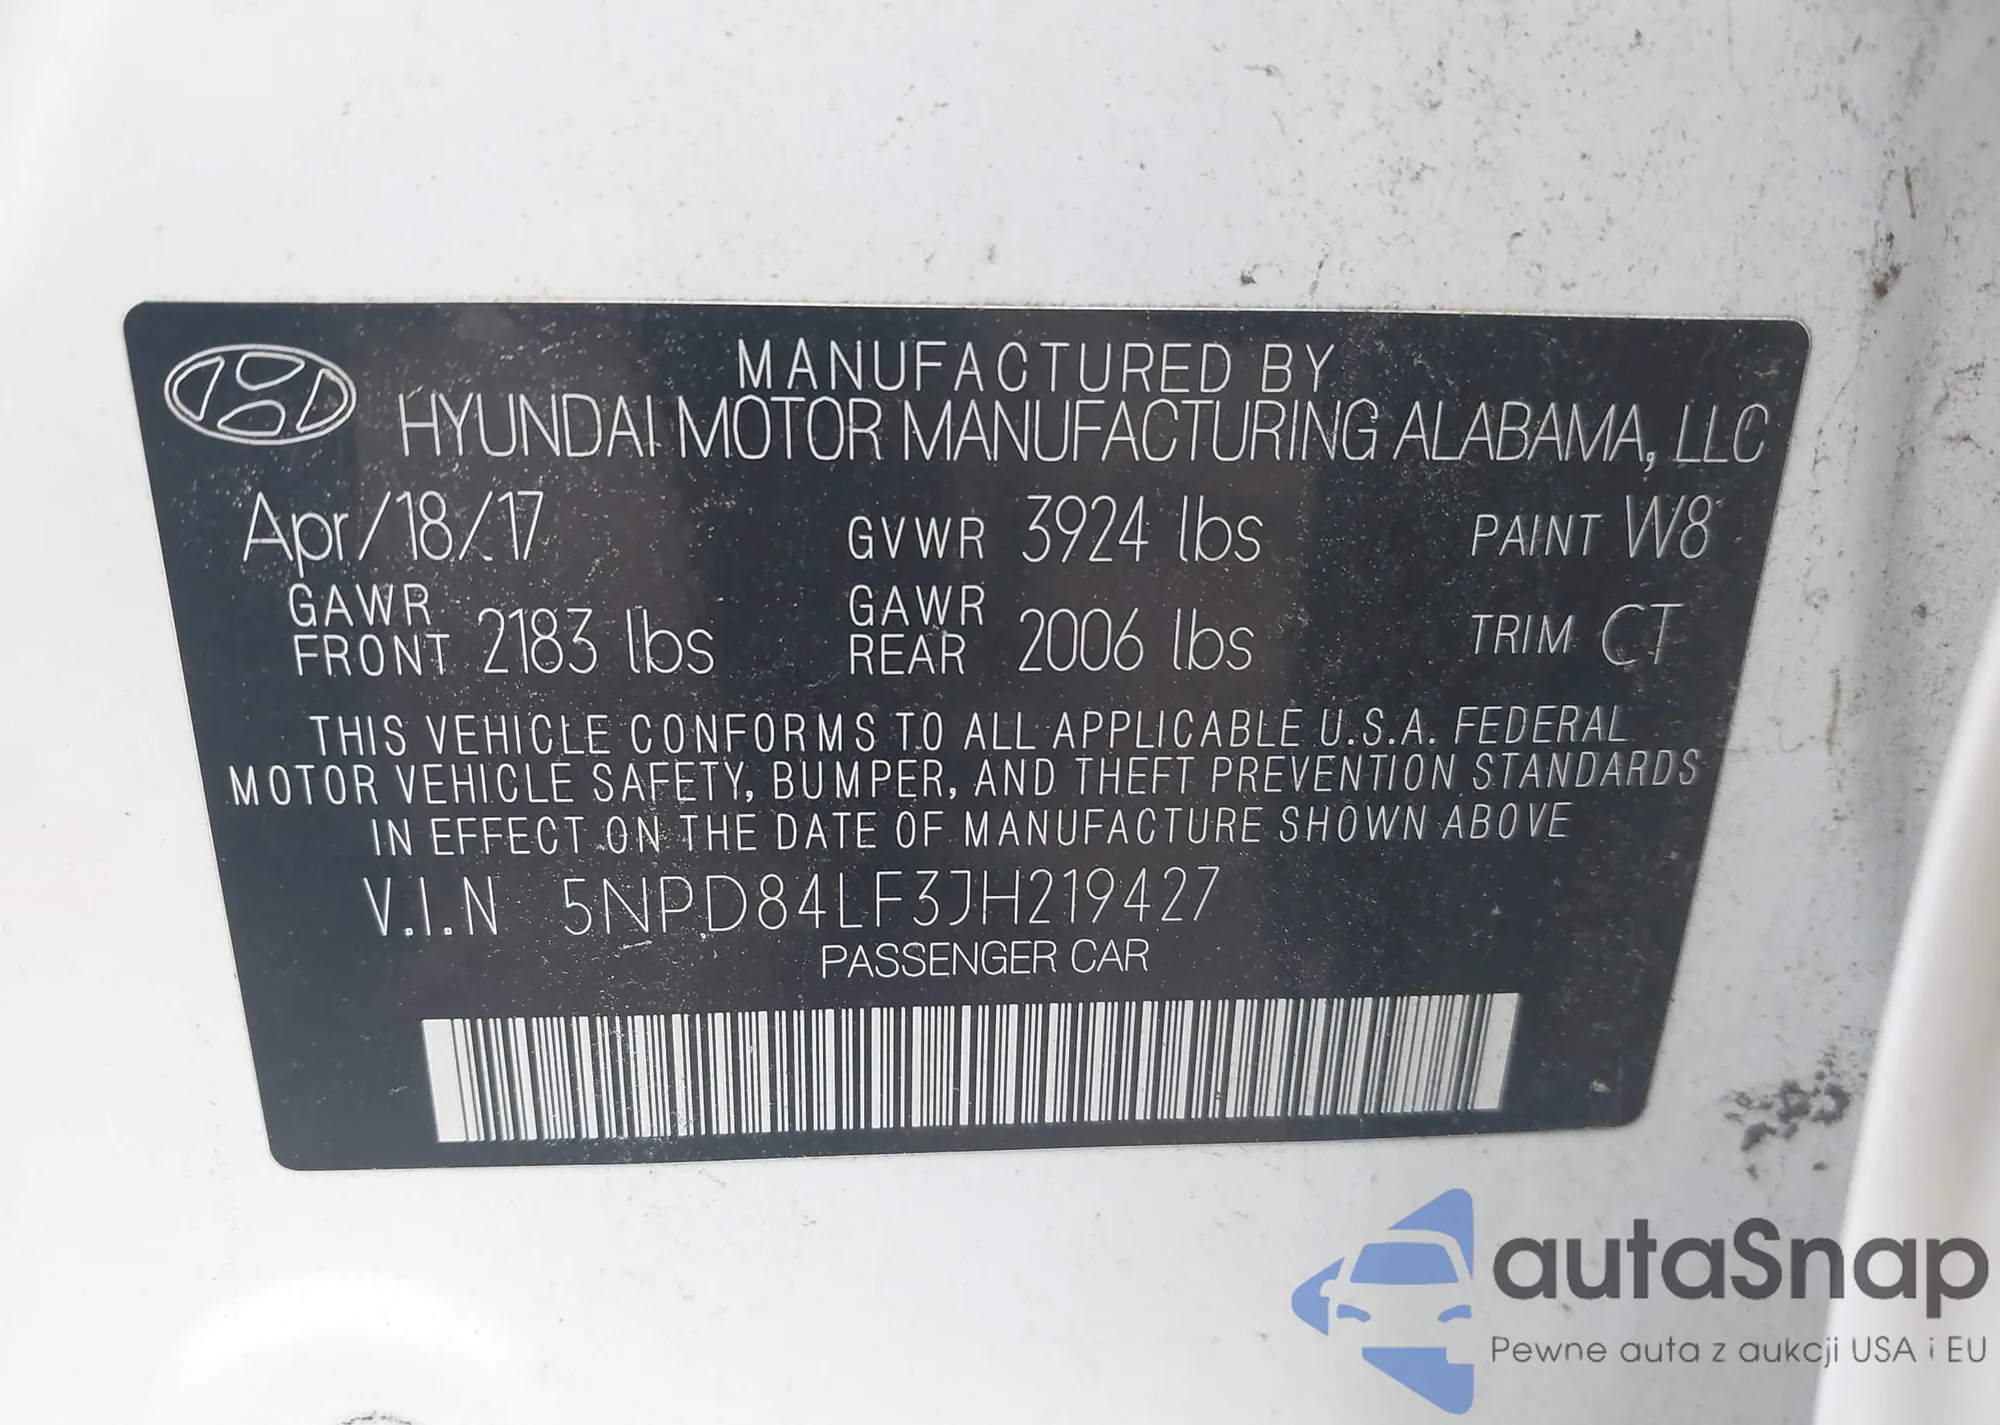 MANUFACTURED BY
HYUNDAI MOTOR MANUFACTURING ALABAMA, LLC
Apr/18/17 GVWR 3924 lbs PAINT W8
GAWR FRONT 2183 lbs GAWR REAR 2006 lbs TRIM CT
THIS VEHICLE CONFORMS TO ALL APPLICABLE U.S.A. FEDERAL
MOTOR VEHICLE SAFETY, BUMPER, AND THEFT PREVENTION STANDARDS
IN EFFECT ON THE DATE OF MANUFACTURE SHOWN ABOVE
V.I.N 5NPD84LF3JH219427
PASSENGER CAR
autaSnap
Pewne auta z aukcji USA i EU